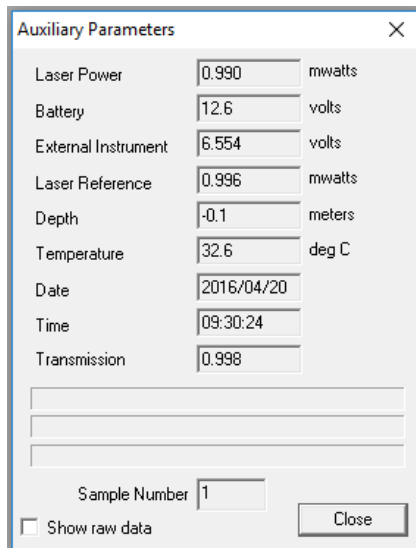 Auxiliary Parameters
Laser Power 0.990 mwatts
Battery 12.6 volts
External Instrument 6.554 volts
Laser Reference 0.996 mwatts
Depth -0.1 meters
Temperature 32.6 deg C
Date 2016/04/20
Time 09:30:24
Transmission 0.998
Sample Number 1
Show raw data Close